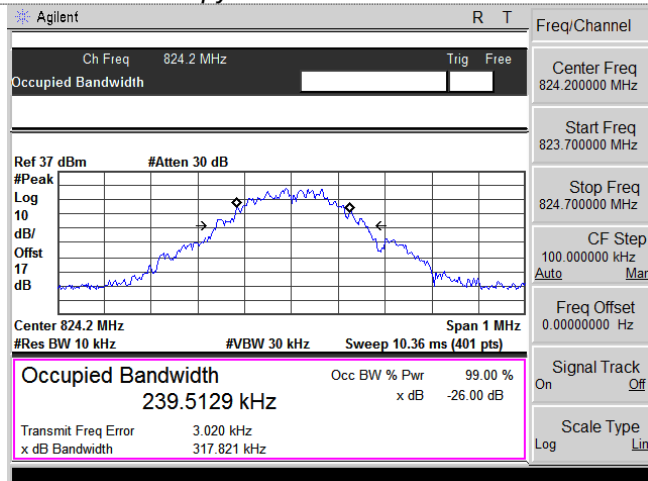 Agilent R T
Freq/Channel
Ch Freq 824.2 MHz Trig Free
Occupied Bandwidth
Center Freq
824.200000 MHz
Start Freq
823.700000 MHz
Stop Freq
824.700000 MHz
CF Step
100.000000 kHz
Auto Man
Freq Offset
0.00000000 Hz
Signal Track
On Off
Scale Type
Log Lin
Ref 37 dBm #Atten 30 dB
#Peak
Log
10
dB/
Offst
17
dB
Center 824.2 MHz Span 1 MHz
#Res BW 10 kHz #VBW 30 kHz Sweep 10.36 ms (401 pts)
Occupied Bandwidth Occ BW % Pwr 99.00 %
239.5129 kHz x dB -26.00 dB
Transmit Freq Error 3.020 kHz
x dB Bandwidth 317.821 kHz